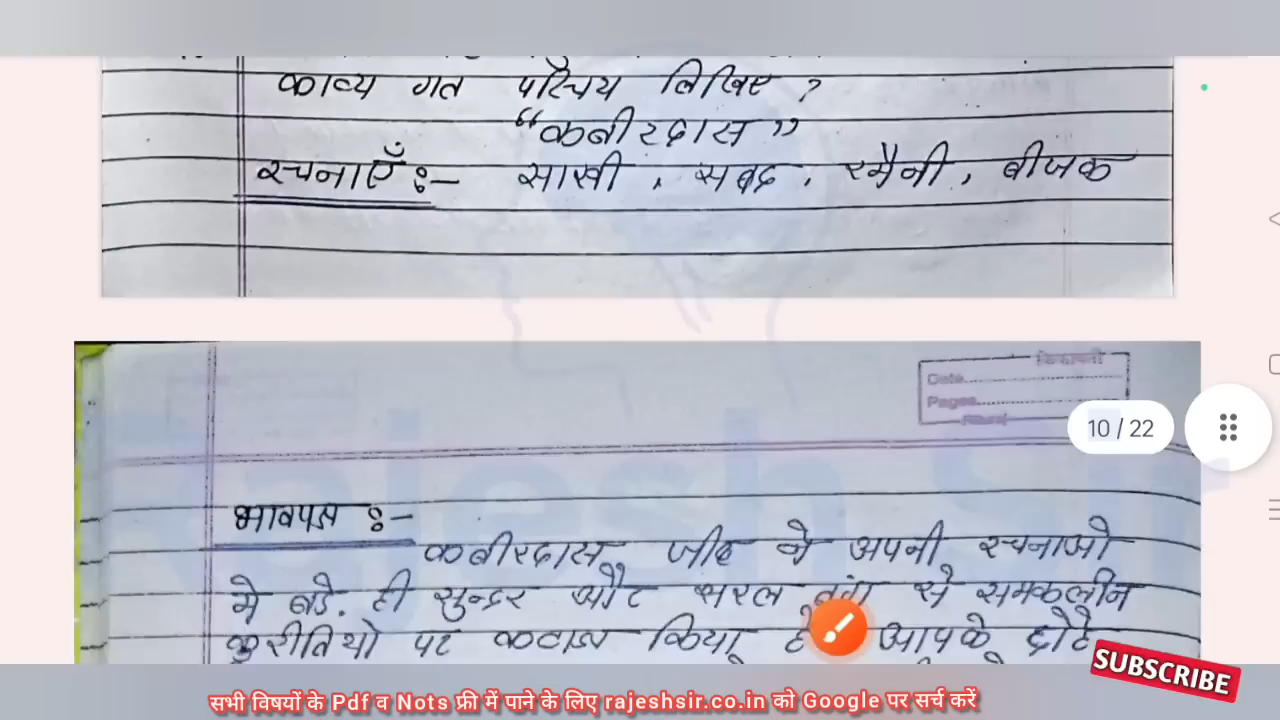 काव्य गत परिचय लिखिए ?
“कबीरदास”
रचनाएँ :- साखी , सबद , रमैनी , बीजक
Date
Pages
10 / 22
Rajesh Sir
भावपक्ष :-
कबीरदास जी ने अपनी रचनाओ
मे बडे. ही सुन्दर और सरल ढंग से समकलीन
कुरीतियो पर कटाक्ष किया है आपके छोटे
SUBSCRIBE
सभी विषयों के Pdf व Nots फ्री में पाने के लिए rajeshsir.co.in को Google पर सर्च करें